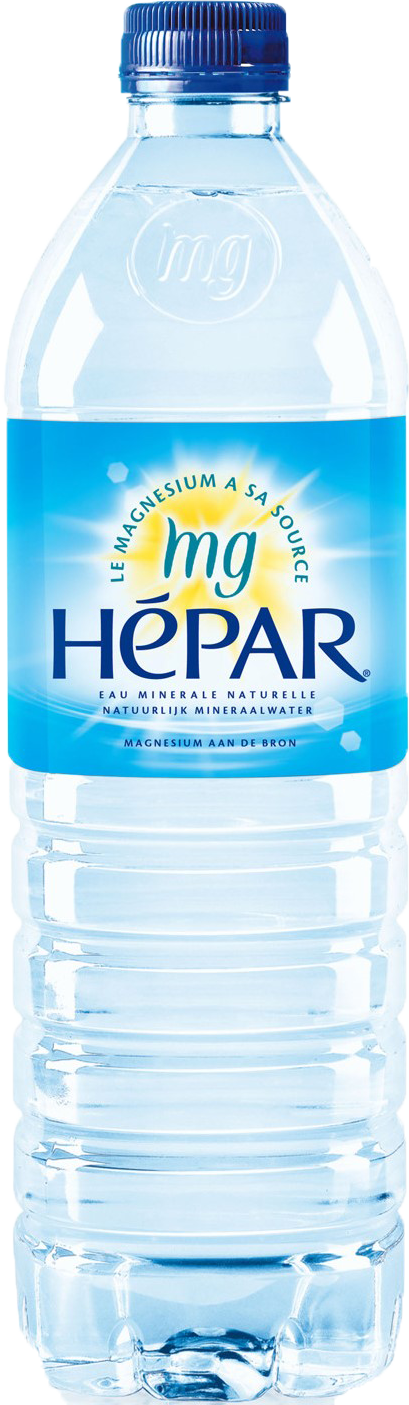 mg
LE MAGNESIUM A SA SOURCE
mg
HéPAR®
EAU MINERALE NATURELLE
NATUURLIJK MINERAALWATER
MAGNESIUM AAN DE BRON